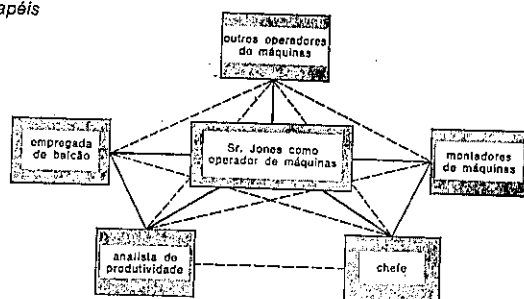 apéis
outros operadores
de máquinas
empregada
de balcão
Sr. Jones como
operador de máquinas
montadores
de máquinas
analista de
produtividade
chefe